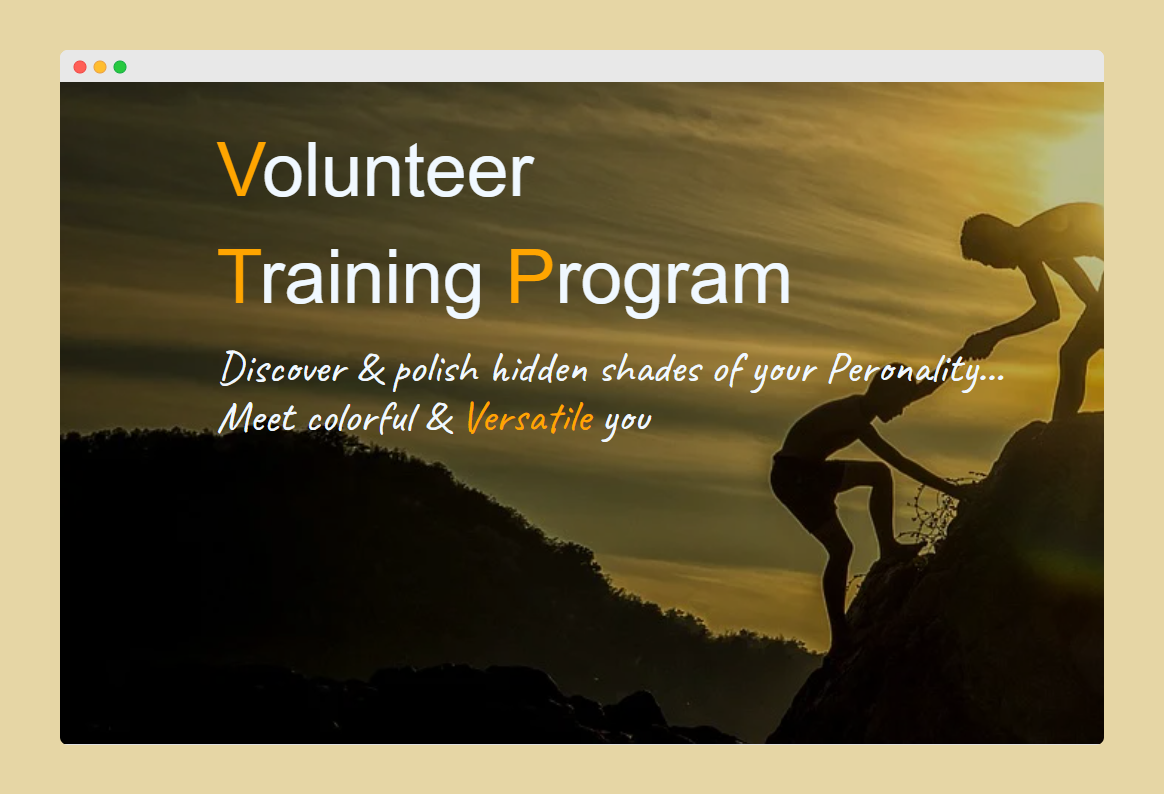 Volunteer
Training Program
Discover & polish hidden shades of your Peronality...
Meet colorful & Versatile you